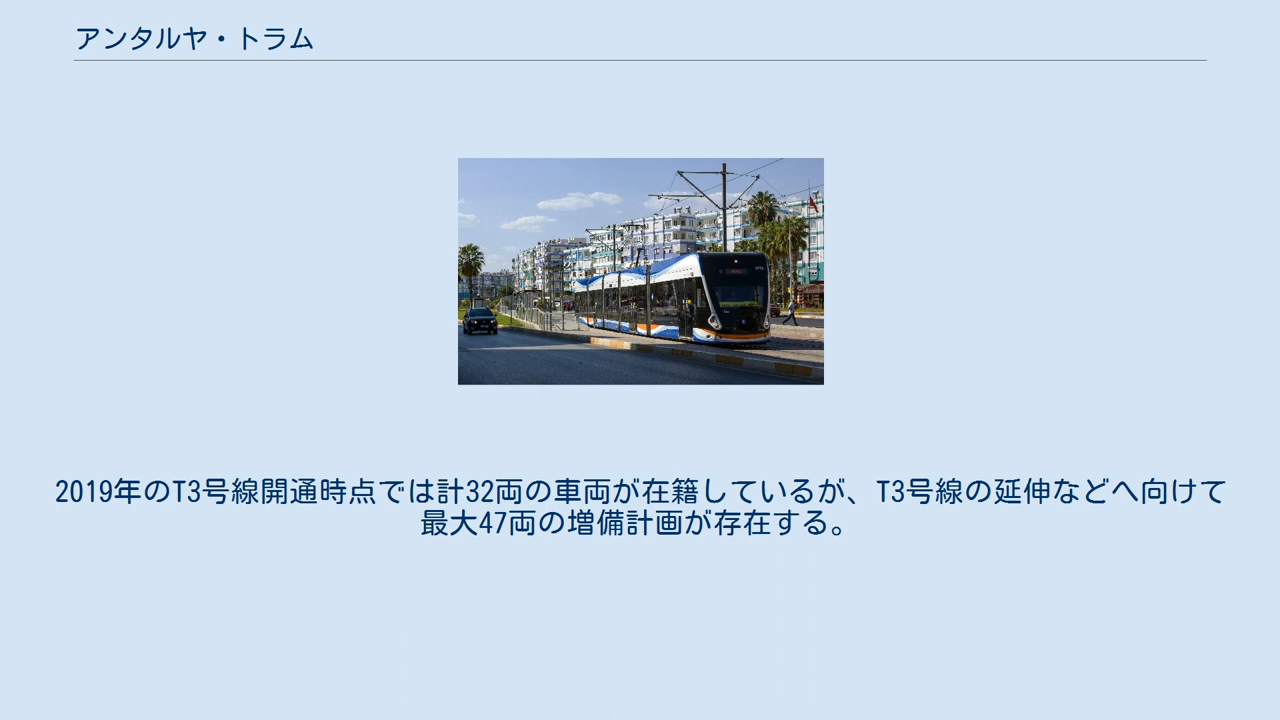 アンタルヤ・トラム
2019年のT3号線開通時点では計32両の車両が在籍しているが、T3号線の延伸などへ向けて
最大47両の増備計画が存在する。